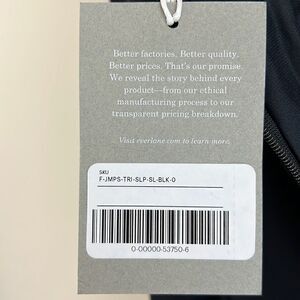 Better factories. Better quality.
Better prices. That's our promise.
We reveal the story behind every
product—from our ethical
manufacturing process to our
transparent pricing breakdown.
Visit everlane.com to learn more.
SKU
F-JMPS-TRI-SLP-SL-BLK-0
0-00000-53750-6